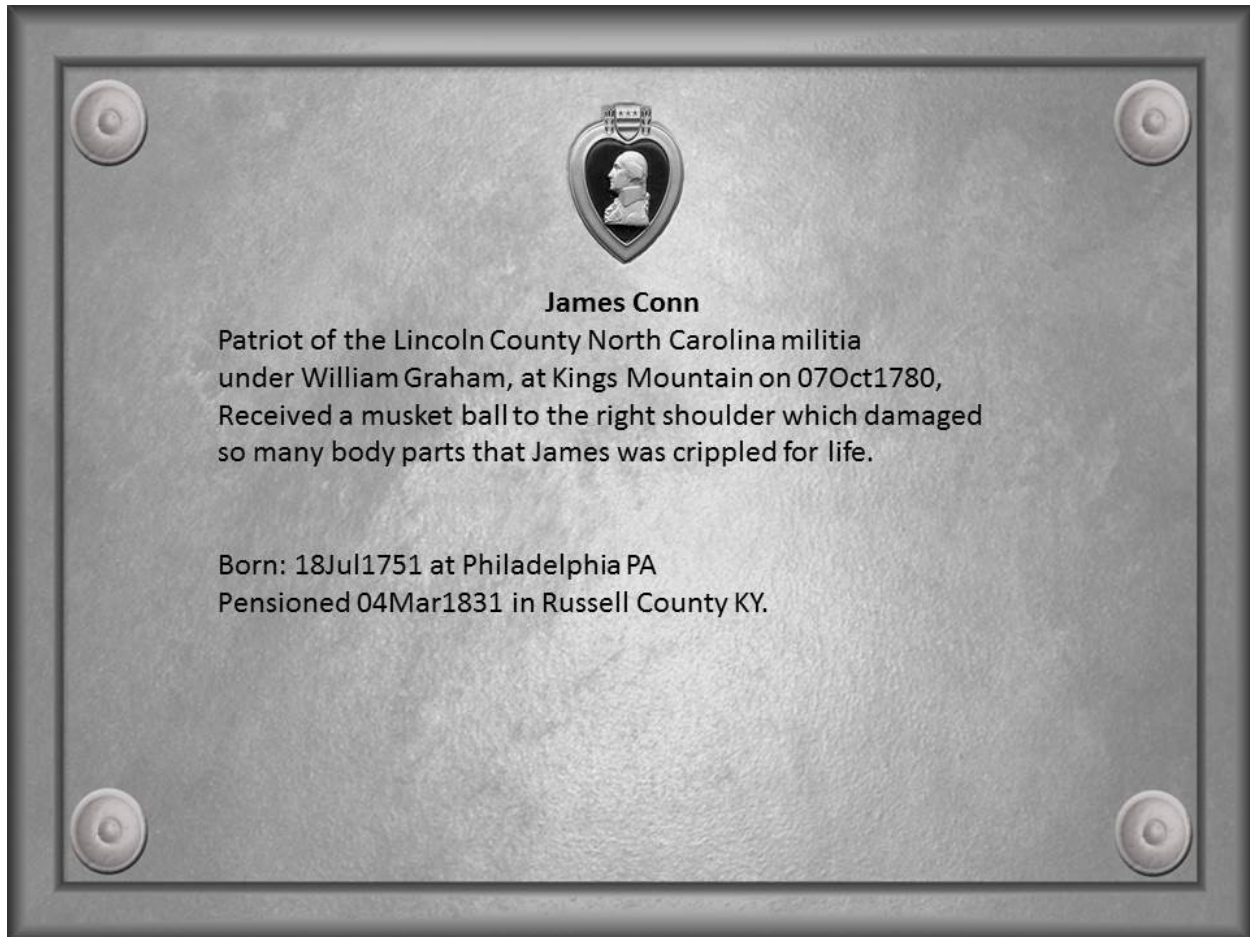 James Conn
Patriot of the Lincoln County North Carolina militia
under William Graham, at Kings Mountain on 07Oct1780,
Received a musket ball to the right shoulder which damaged
so many body parts that James was crippled for life.
Born: 18Jul1751 at Philadelphia PA
Pensioned 04Mar1831 in Russell County KY.